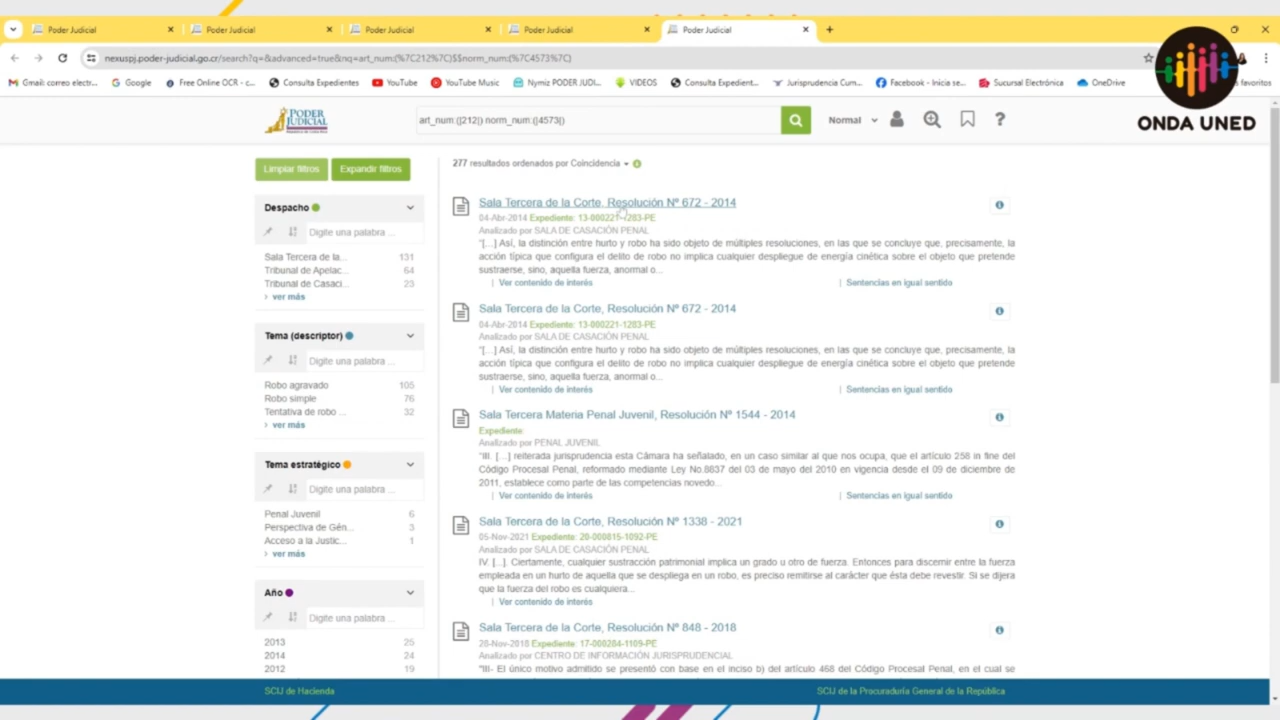 Poder Judicial
Poder Judicial
Poder Judicial
Poder Judicial
Poder Judicial
nexuspj.poder-judicial.go.cr/search?q=&advanced=true&nq=art_num:(%7C212%7C)$$norm_num:(%7C4573%7C)
Gmail: correo electr... Google Free Online OCR - c... Consulta Expedientes YouTube YouTube Music Nymiz PODER JUDI... VIDEOS Consulta Expedient... Jurisprudencia Cum... Facebook - Inicia se... Sucursal Electrónica OneDrive favoritos
ONDA UNED
PODER JUDICIAL
art_num:(|212|) norm_num:(|4573|)
Normal
?
Limpiar filtros Expandir filtros
277 resultados ordenados por Coincidencia
Despacho
Digite una palabra ...
Sala Tercera de la... 131
Tribunal de Apelac... 64
Tribunal de Casaci... 23
> ver más
Tema (descriptor)
Digite una palabra ...
Robo agravado 105
Robo simple 76
Tentativa de robo ... 32
> ver más
Tema estratégico
Digite una palabra ...
Penal Juvenil 6
Perspectiva de Gén... 3
Acceso a la Justic... 1
> ver más
Año
Digite una palabra ...
2013 25
2014 24
2012 19
Sala Tercera de la Corte, Resolución Nº 672 - 2014
04-Abr-2014 Expediente: 13-000221-1283-PE
Analizado por SALA DE CASACIÓN PENAL
“[...] Así, la distinción entre hurto y robo ha sido objeto de múltiples resoluciones, en las que se concluye que, precisamente, la
acción típica que configura el delito de robo no implica cualquier despliegue de energía cinética sobre el objeto que pretende
sustraerse, sino, aquella fuerza, anormal o...
| Ver contenido de interés | Sentencias en igual sentido
Sala Tercera de la Corte, Resolución Nº 672 - 2014
04-Abr-2014 Expediente: 13-000221-1283-PE
Analizado por SALA DE CASACIÓN PENAL
“[...] Así, la distinción entre hurto y robo ha sido objeto de múltiples resoluciones, en las que se concluye que, precisamente, la
acción típica que configura el delito de robo no implica cualquier despliegue de energía cinética sobre el objeto que pretende
sustraerse, sino, aquella fuerza, anormal o...
| Ver contenido de interés | Sentencias en igual sentido
Sala Tercera Materia Penal Juvenil, Resolución Nº 1544 - 2014
Expediente:
Analizado por PENAL JUVENIL
“III. [...] reiterada jurisprudencia esta Cámara ha señalado, en un caso similar al que nos ocupa, que el artículo 258 in fine del
Código Procesal Penal, reformado mediante Ley No.8837 del 03 de mayo del 2010 en vigencia desde el 09 de diciembre de
2011, establece como parte de las competencias novedo...
| Ver contenido de interés | Sentencias en igual sentido
Sala Tercera de la Corte, Resolución Nº 1338 - 2021
05-Nov-2021 Expediente: 20-000815-1092-PE
Analizado por SALA DE CASACIÓN PENAL
IV. [...]. Ciertamente, cualquier sustracción patrimonial implica un grado u otro de fuerza. Entonces para discernir entre la fuerza
empleada en un hurto de aquella que se despliega en un robo, es preciso remitirse al carácter que ésta debe revestir. Si se dijera
que la fuerza del robo es cualquiera...
| Ver contenido de interés
Sala Tercera de la Corte, Resolución Nº 848 - 2018
28-Nov-2018 Expediente: 17-000284-1109-PE
Analizado por CENTRO DE INFORMACIÓN JURISPRUDENCIAL
"III- El único motivo admitido se presentó con base en el inciso b) del artículo 468 del Código Procesal Penal, en el cual se
SCIJ de Hacienda SCIJ de la Procuraduría General de la República